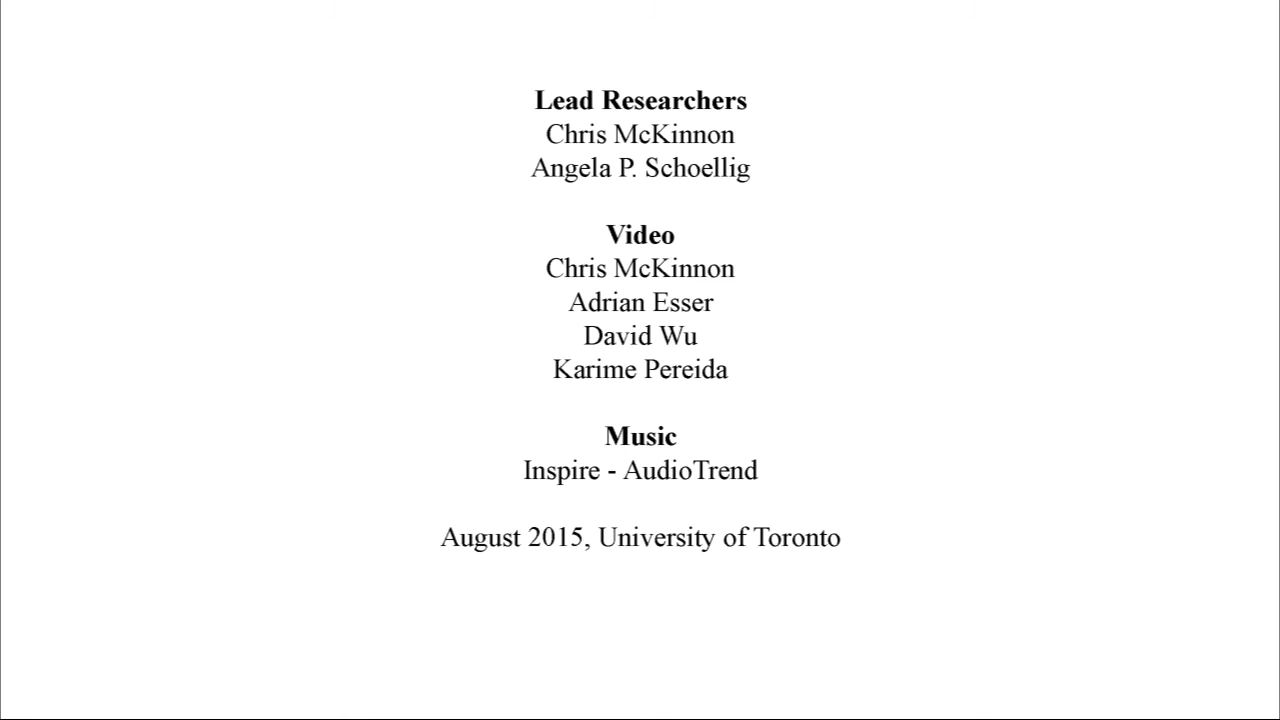 Lead Researchers
Chris McKinnon
Angela P. Schoellig
Video
Chris McKinnon
Adrian Esser
David Wu
Karime Pereida
Music
Inspire - AudioTrend
August 2015, University of Toronto